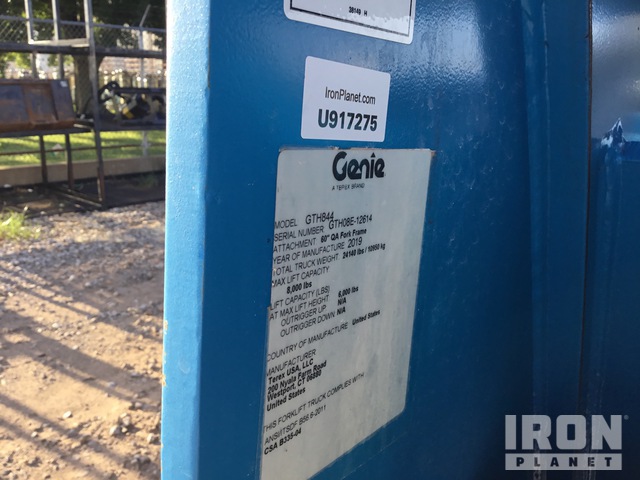 28149 H
IronPlanet.com
U917275
Genie
A TEREX BRAND
MODEL GTH844
SERIAL NUMBER GTH08E-12614
ATTACHMENT 60" QA Fork Frame
YEAR OF MANUFACTURE 2019
TOTAL TRUCK WEIGHT 24140 lbs / 10950 kg
MAX LIFT CAPACITY
8,000 lbs
LIFT CAPACITY (LBS)
AT MAX LIFT HEIGHT 6,000 lbs
OUTRIGGER UP N/A
OUTRIGGER DOWN N/A
COUNTRY OF MANUFACTURE United States
MANUFACTURER
Terex USA, LLC
200 Nyala Farm Road
Westport, CT 06880
United States
THIS FORKLIFT TRUCK COMPLIES WITH
ANSI/ITSDF B56.6-2011
CSA B335-04
IRON
PLANET